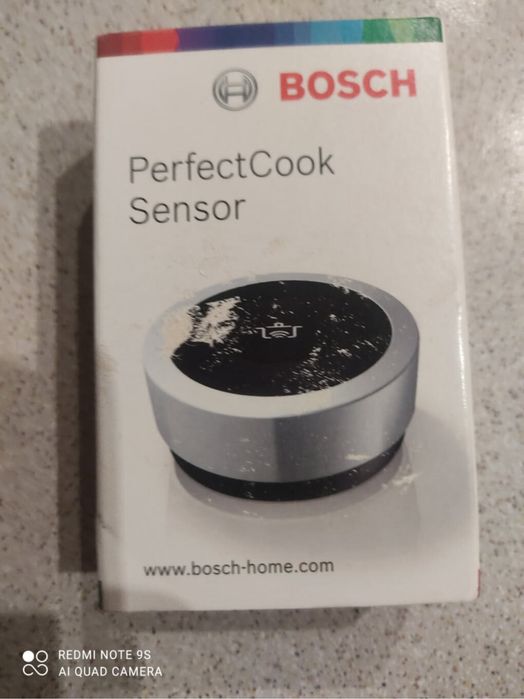 BOSCH
PerfectCook
Sensor
www.bosch-home.com
REDMI NOTE 9S
AI QUAD CAMERA